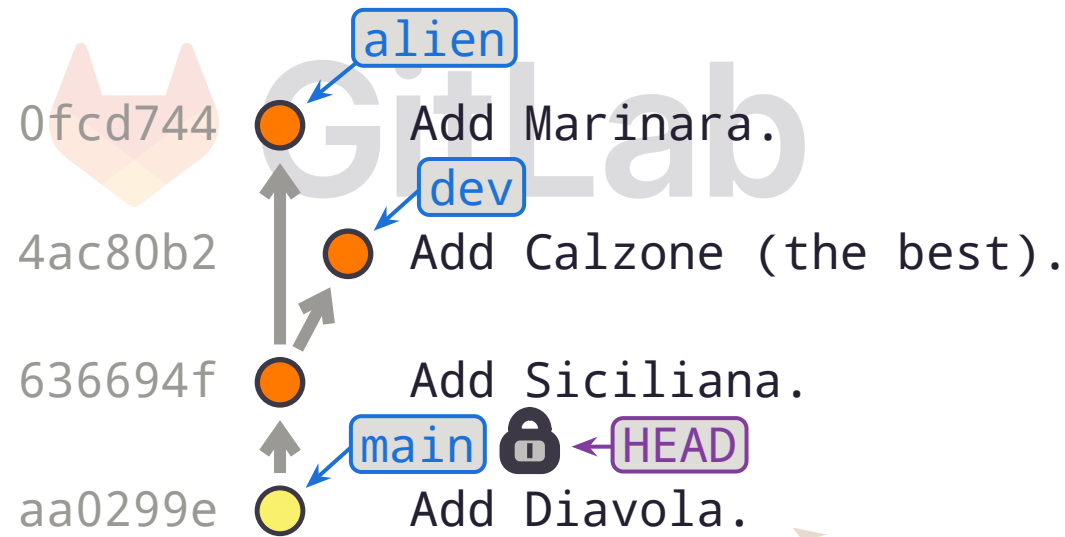 alien
GitLab
0fcd744 Add Marinara.
dev
4ac80b2 Add Calzone (the best).
636694f Add Siciliana.
main HEAD
aa0299e Add Diavola.